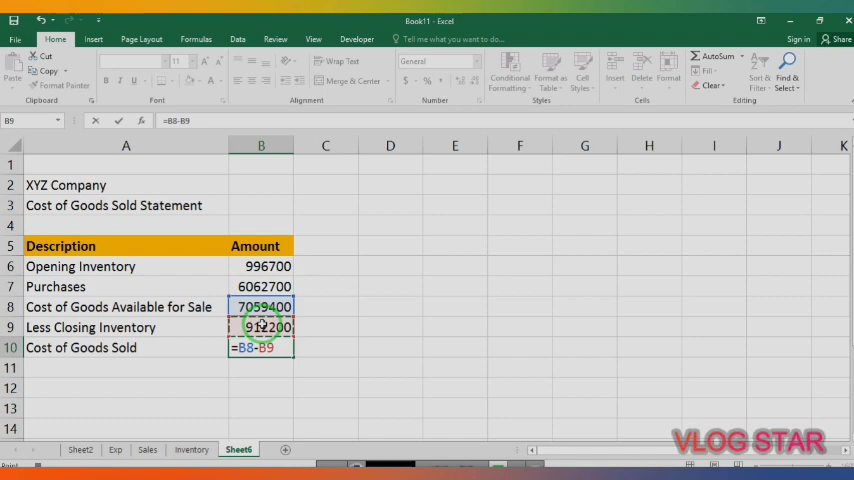 Book11 - Excel
File Home Insert Page Layout Formulas Data Review View Developer Tell me what you want to do... Sign in Share
Paste Cut Copy Format Painter
11 A A Wrap Text Merge & Center
General
$ % ,
Conditional Formatting Format as Table Cell Styles
Insert Delete Format
AutoSum Fill Clear
Sort & Find & Select
Clipboard Font Alignment Number Styles Cells Editing
B9 fx =B8-B9
A B C D E F G H I J K
1
2 XYZ Company
3 Cost of Goods Sold Statement
4
5 Description Amount
6 Opening Inventory 996700
7 Purchases 6062700
8 Cost of Goods Available for Sale 7059400
9 Less Closing Inventory 912200
10 Cost of Goods Sold =B8-B9
11
12
13
14
VLOG STAR
Sheet2 Exp Sales Inventory Sheet6
Point